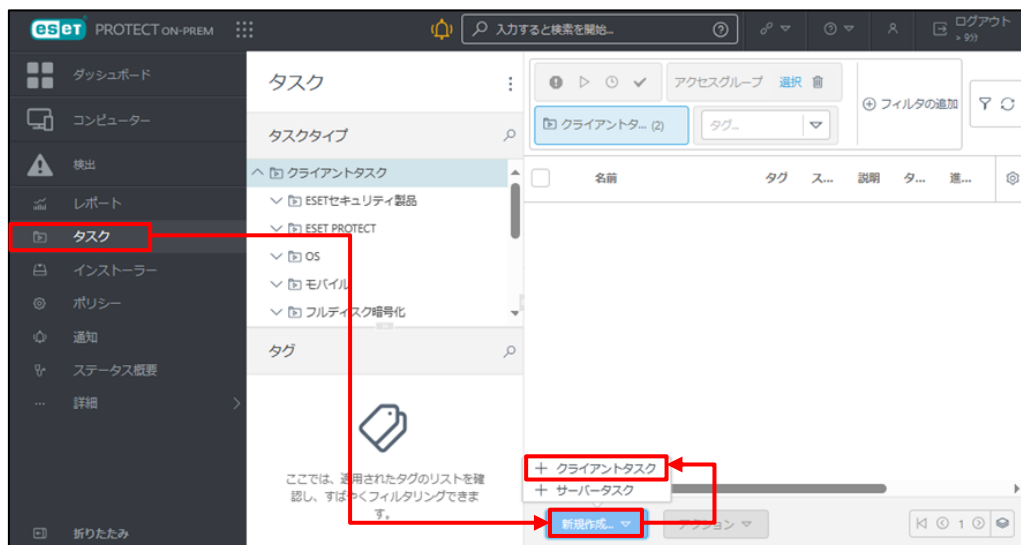 eset PROTECT ON-PREM
入力すると検索を開始...
ログアウト
> 9分
ダッシュボード
コンピューター
検出
レポート
タスク
インストーラー
ポリシー
通知
ステータス概要
詳細
折りたたみ
タスク
タスクタイプ
クライアントタスク
ESETセキュリティ製品
ESET PROTECT
OS
モバイル
フルディスク暗号化
タグ
ここでは、適用されたタグのリストを確
認し、すばやくフィルタリングできま
す。
アクセスグループ 選択
フィルタの追加
クライアントタ... (2)
タグ...
名前 タグ ス... 説明 タ... 進...
クライアントタスク
サーバータスク
新規作成... アクション
1